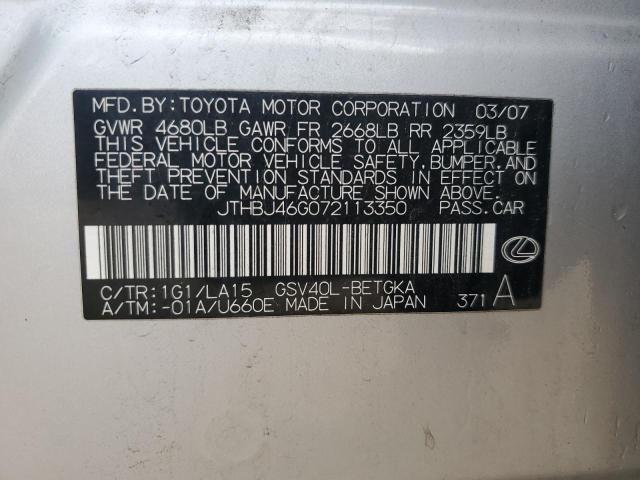 MFD. BY: TOYOTA MOTOR CORPORATION 03/07
GVWR 4680LB GAWR FR 2668LB RR 2359LB
THIS VEHICLE CONFORMS TO ALL APPLICABLE
FEDERAL MOTOR VEHICLE SAFETY, BUMPER, AND
THEFT PREVENTION STANDARDS IN EFFECT ON
THE DATE OF MANUFACTURE SHOWN ABOVE.
JTHBJ46G072113350 PASS. CAR
C/TR: 1G1/LA15 GSV40L-BETGKA
A/TM: -01A/U660E MADE IN JAPAN 371 A